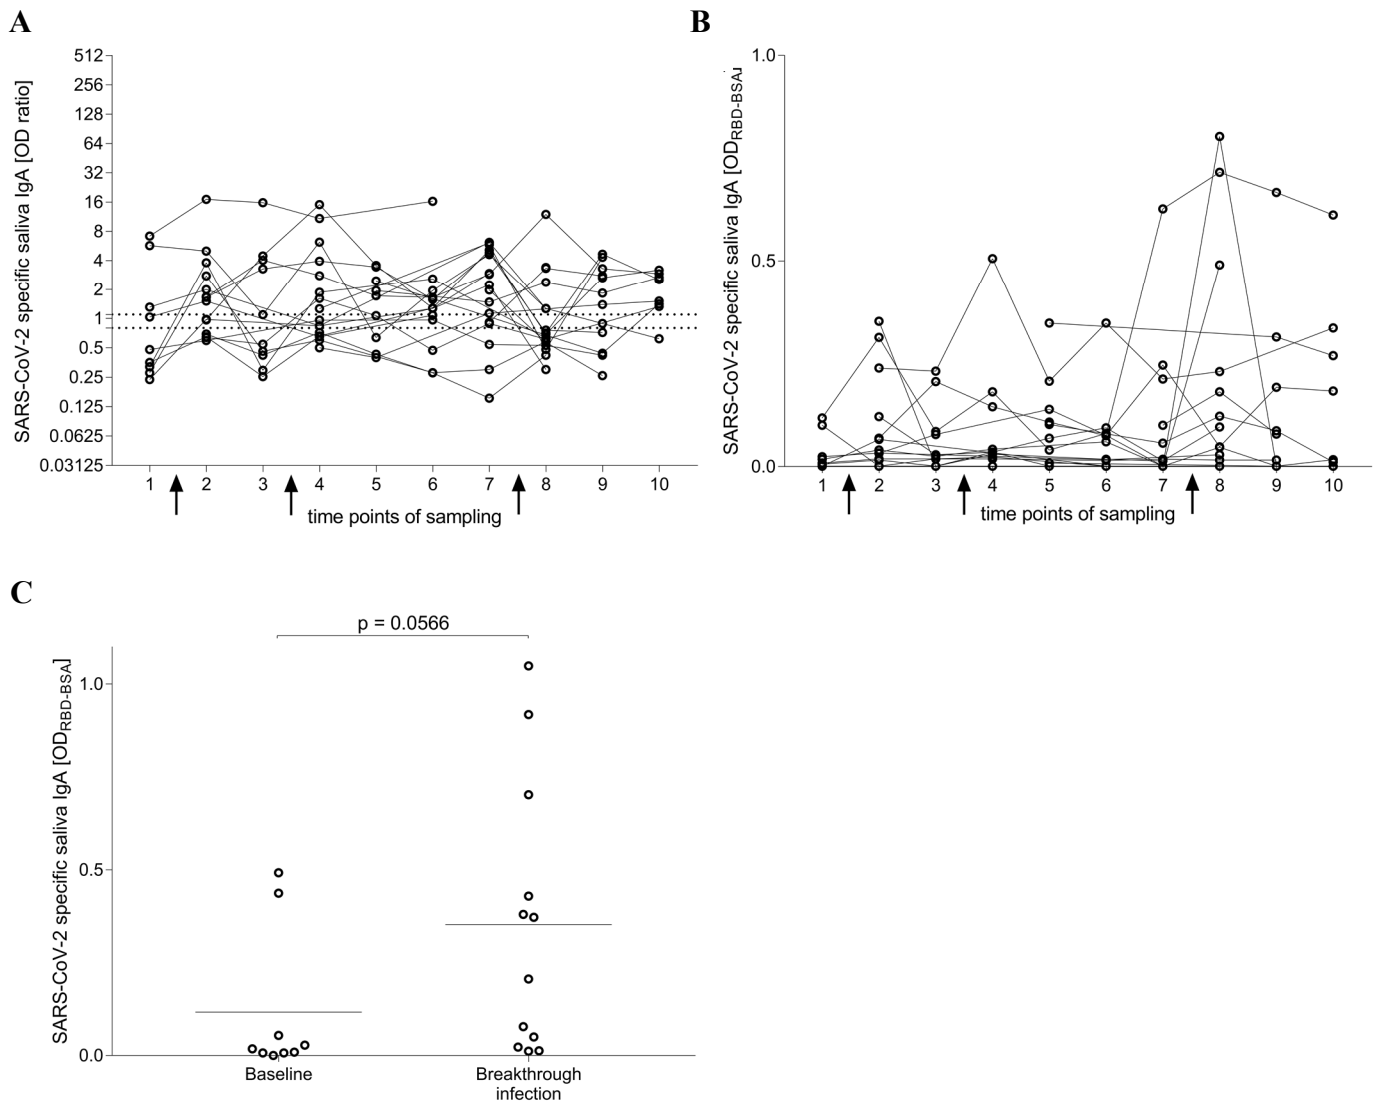 A
SARS-CoV-2 specific saliva IgA [OD ratio]
512
256
128
64
32
16
8
4
2
1
0.5
0.25
0.125
0.0625
0.03125
1 2 3 4 5 6 7 8 9 10
time points of sampling
B
SARS-CoV-2 specific saliva IgA [ODRBD-BSA]
1.0
0.5
0.0
1 2 3 4 5 6 7 8 9 10
time points of sampling
C
p = 0.0566
SARS-CoV-2 specific saliva IgA [ODRBD-BSA]
1.0
0.5
0.0
Baseline
Breakthrough
infection